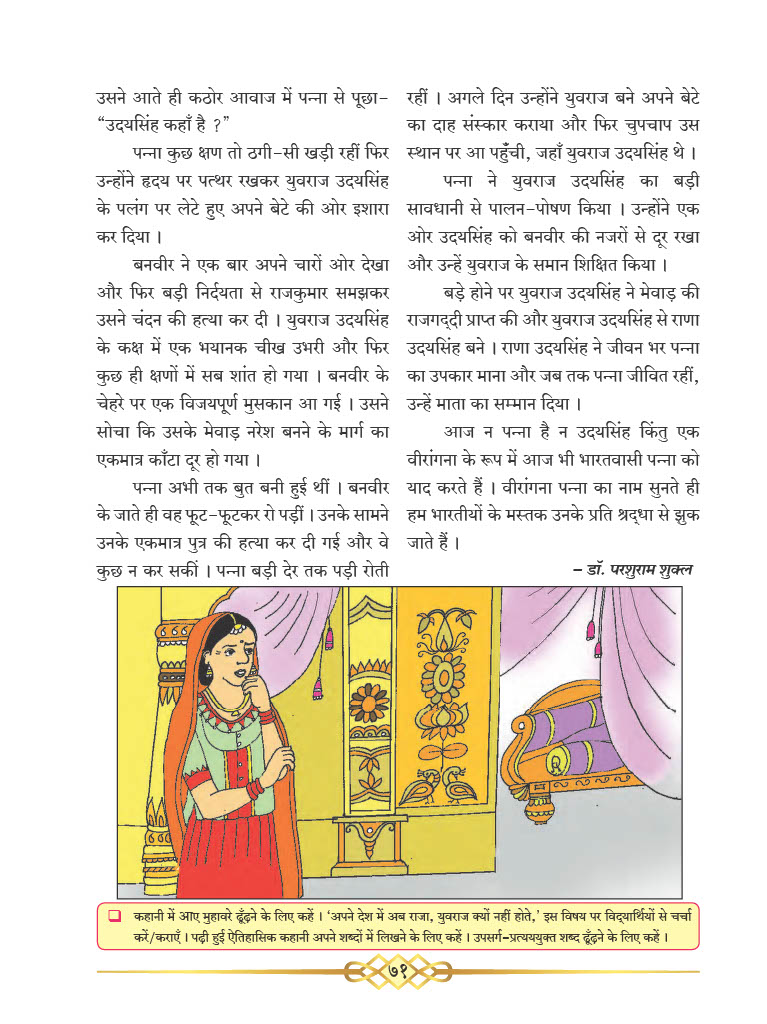 उसने आते ही कठोर आवाज में पन्ना से पूछा-
“उदयसिंह कहाँ है ?”
पन्ना कुछ क्षण तो ठगी-सी खड़ी रहीं फिर
उन्होंने हृदय पर पत्थर रखकर युवराज उदयसिंह
के पलंग पर लेटे हुए अपने बेटे की ओर इशारा
कर दिया ।
बनवीर ने एक बार अपने चारों ओर देखा
और फिर बड़ी निर्दयता से राजकुमार समझकर
उसने चंदन की हत्या कर दी । युवराज उदयसिंह
के कक्ष में एक भयानक चीख उभरी और फिर
कुछ ही क्षणों में सब शांत हो गया । बनवीर के
चेहरे पर एक विजयपूर्ण मुसकान आ गई । उसने
सोचा कि उसके मेवाड़ नरेश बनने के मार्ग का
एकमात्र काँटा दूर हो गया ।
पन्ना अभी तक बुत बनी हुई थीं । बनवीर
के जाते ही वह फूट-फूटकर रो पड़ीं । उनके सामने
उनके एकमात्र पुत्र की हत्या कर दी गई और वे
कुछ न कर सकीं । पन्ना बड़ी देर तक पड़ी रोती
रहीं । अगले दिन उन्होंने युवराज बने अपने बेटे
का दाह संस्कार कराया और फिर चुपचाप उस
स्थान पर आ पहुँची, जहाँ युवराज उदयसिंह थे ।
पन्ना ने युवराज उदयसिंह का बड़ी
सावधानी से पालन-पोषण किया । उन्होंने एक
ओर उदयसिंह को बनवीर की नजरों से दूर रखा
और उन्हें युवराज के समान शिक्षित किया ।
बड़े होने पर युवराज उदयसिंह ने मेवाड़ की
राजगद्‌दी प्राप्त की और युवराज उदयसिंह से राणा
उदयसिंह बने । राणा उदयसिंह ने जीवन भर पन्ना
का उपकार माना और जब तक पन्ना जीवित रहीं,
उन्हें माता का सम्मान दिया ।
आज न पन्ना है न उदयसिंह किंतु एक
वीरांगना के रूप में आज भी भारतवासी पन्ना को
याद करते हैं । वीरांगना पन्ना का नाम सुनते ही
हम भारतीयों के मस्तक उनके प्रति श्रद्‌धा से झुक
जाते हैं ।
– डॉ. परशुराम शुक्ल
❑ कहानी में आए मुहावरे ढूँढ़ने के लिए कहें । ‘अपने देश में अब राजा, युवराज क्यों नहीं होते,’ इस विषय पर विद्‌यार्थियों से चर्चा
करें/कराएँ । पढ़ी हुई ऐतिहासिक कहानी अपने शब्दों में लिखने के लिए कहें । उपसर्ग-प्रत्यययुक्त शब्द ढूँढ़ने के लिए कहें ।
७१